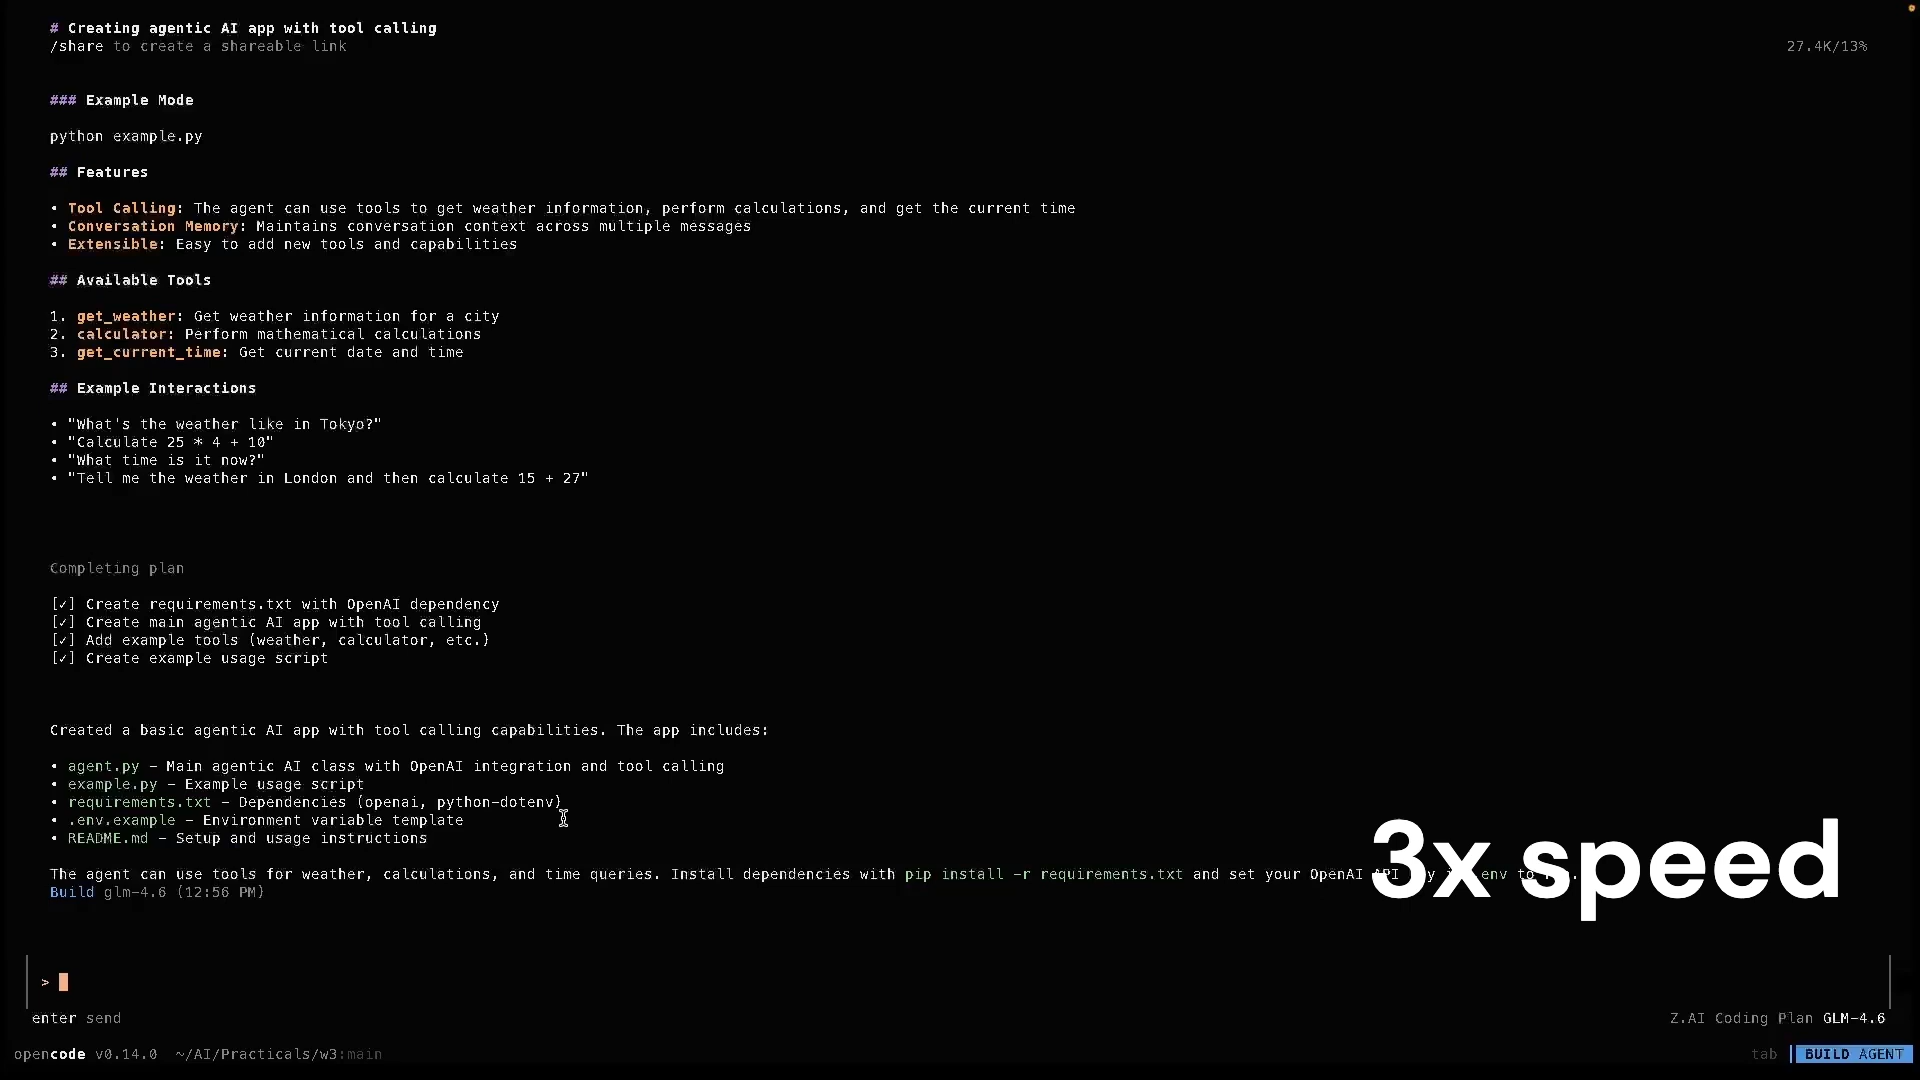 # Creating agentic AI app with tool calling
/share to create a shareable link
27.4K/13%
### Example Mode
python example.py
## Features
• Tool Calling: The agent can use tools to get weather information, perform calculations, and get the current time
• Conversation Memory: Maintains conversation context across multiple messages
• Extensible: Easy to add new tools and capabilities
## Available Tools
1. get_weather: Get weather information for a city
2. calculator: Perform mathematical calculations
3. get_current_time: Get current date and time
## Example Interactions
• "What's the weather like in Tokyo?"
• "Calculate 25 * 4 + 10"
• "What time is it now?"
• "Tell me the weather in London and then calculate 15 + 27"
Completing plan
[✓] Create requirements.txt with OpenAI dependency
[✓] Create main agentic AI app with tool calling
[✓] Add example tools (weather, calculator, etc.)
[✓] Create example usage script
Created a basic agentic AI app with tool calling capabilities. The app includes:
• agent.py – Main agentic AI class with OpenAI integration and tool calling
• example.py – Example usage script
• requirements.txt – Dependencies (openai, python-dotenv)
• .env.example – Environment variable template
• README.md – Setup and usage instructions
The agent can use tools for weather, calculations, and time queries. Install dependencies with pip install -r requirements.txt and set your OpenAI
3x speed
Build glm-4.6 (12:56 PM)
>
enter send
Z.AI Coding Plan GLM-4.6
opencode v0.14.0 ~/AI/Practicals/w3:main
tab BUILD AGENT